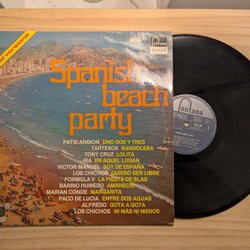 Spanish
beach
party
PATXI ANDION UNO DOS Y TRES
TARTESOS BANDOLERA
TONY CRUZ LOLITA
IRA EN AQUEL LUGAR
VICTOR MANUEL SOY DE ESPAÑA
LOS CHICHOS QUIERO SER LIBRE
FORMULA V LA FIESTA DE BLAS
BARRIO HUMEDO AMANECIO
MARIAN CONDE MARGARITA
PACO DE LUCIA ENTRE DOS AGUAS
ALFREDO GOTA A GOTA
LOS CHICHOS NI MAS NI MENOS
fontana